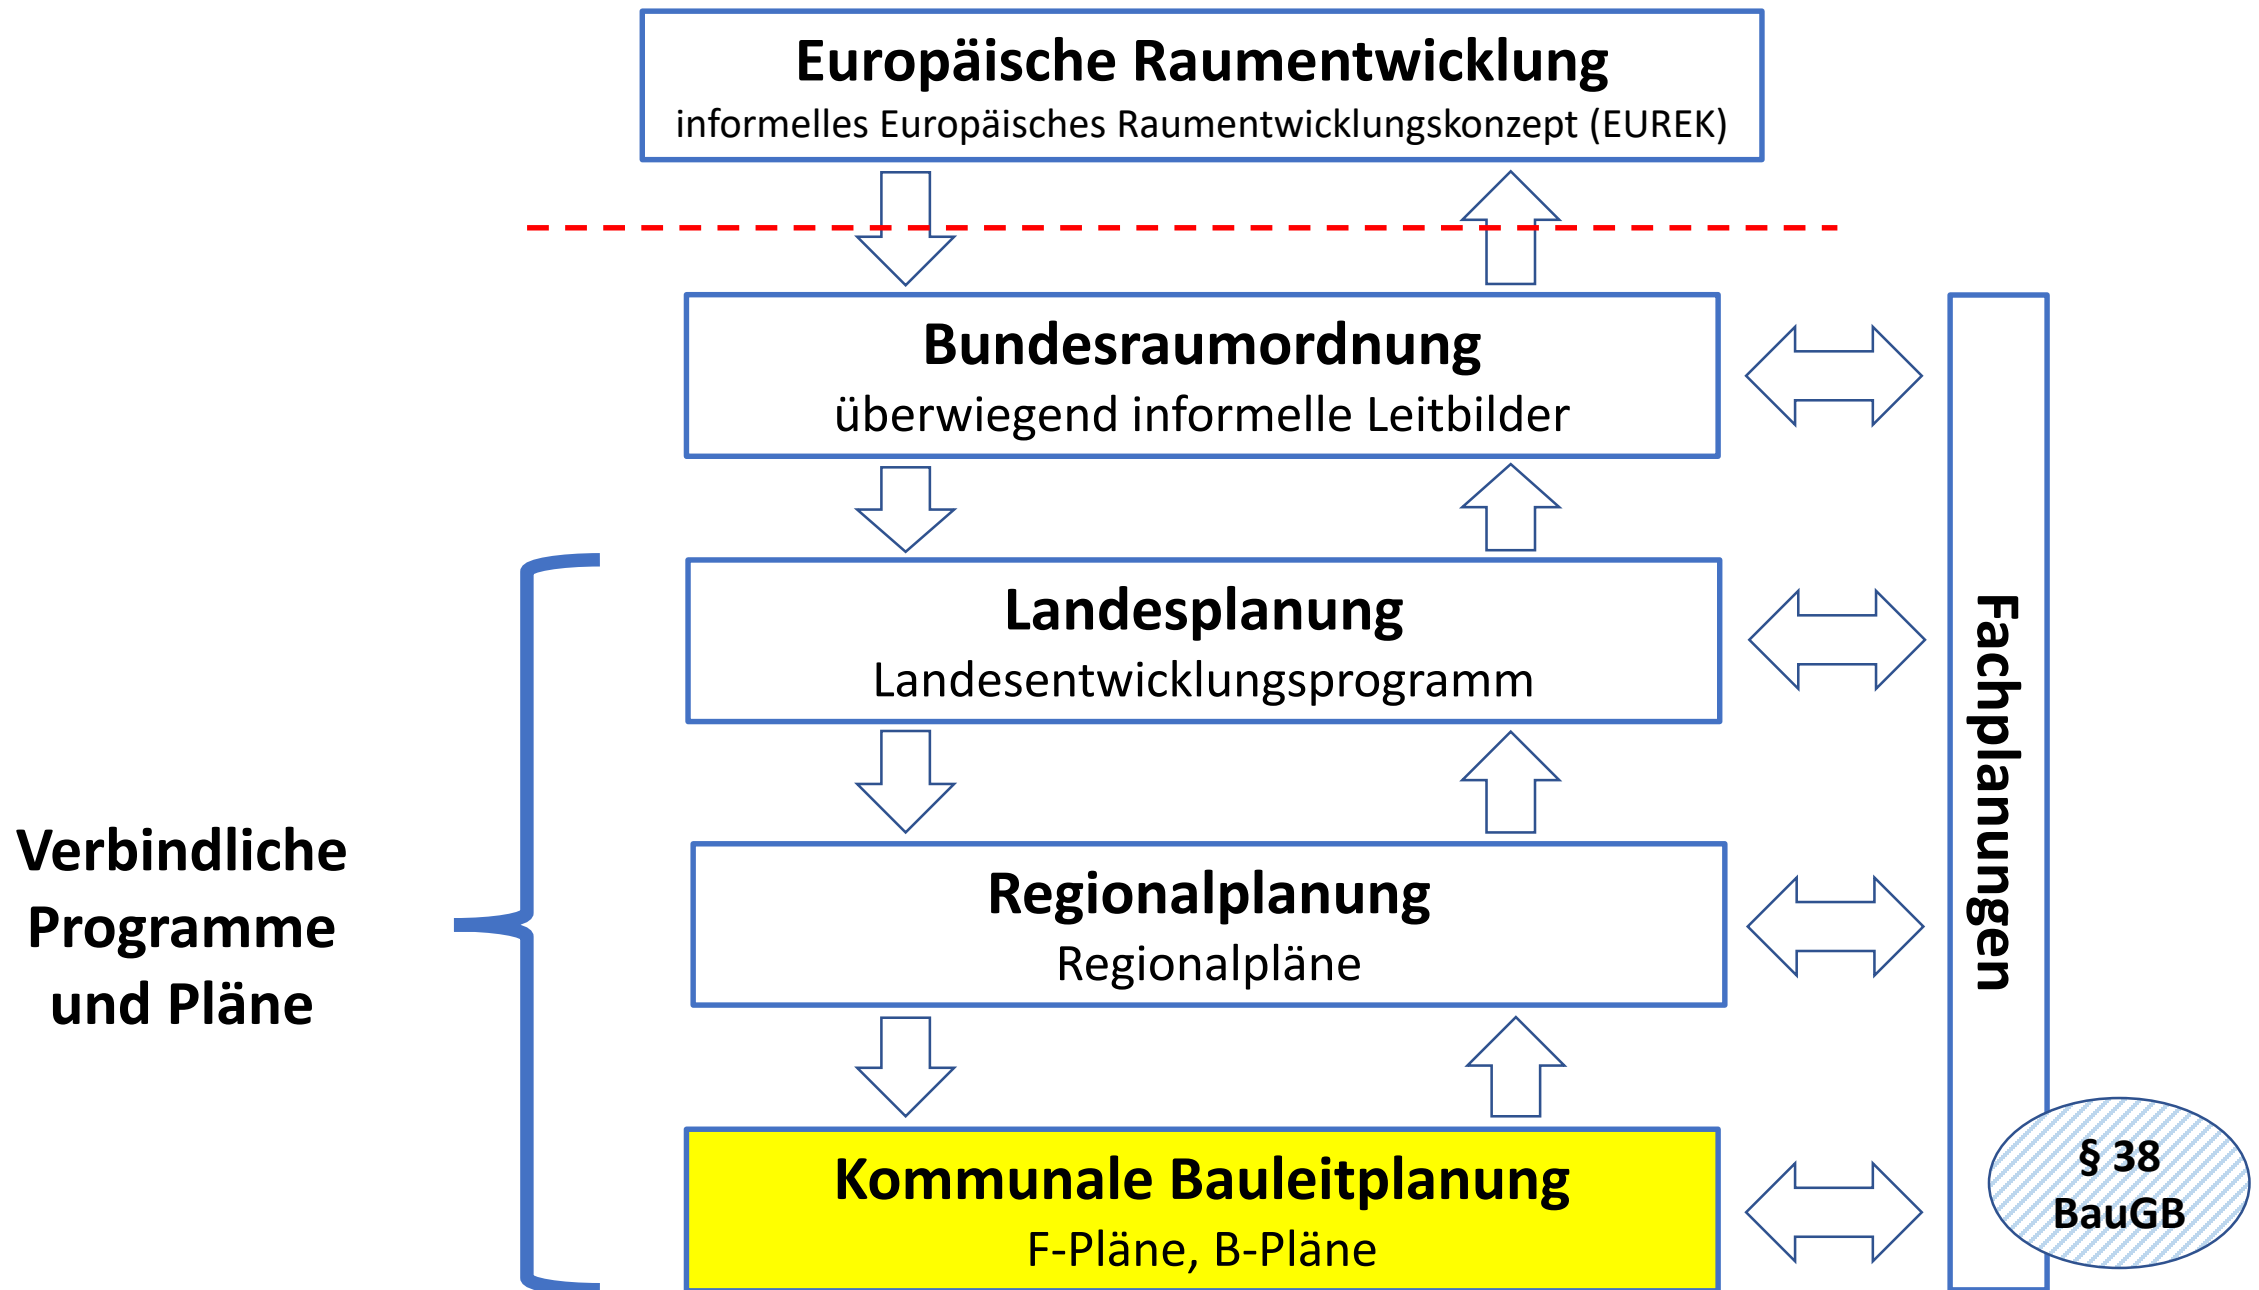 Europäische Raumentwicklung
informelles Europäisches Raumentwicklungskonzept (EUREK)
Bundesraumordnung
überwiegend informelle Leitbilder
Landesplanung
Landesentwicklungsprogramm
Regionalplanung
Regionalpläne
Kommunale Bauleitplanung
F-Pläne, B-Pläne
Verbindliche
Programme
und Pläne
Fachplanungen
§ 38
BauGB